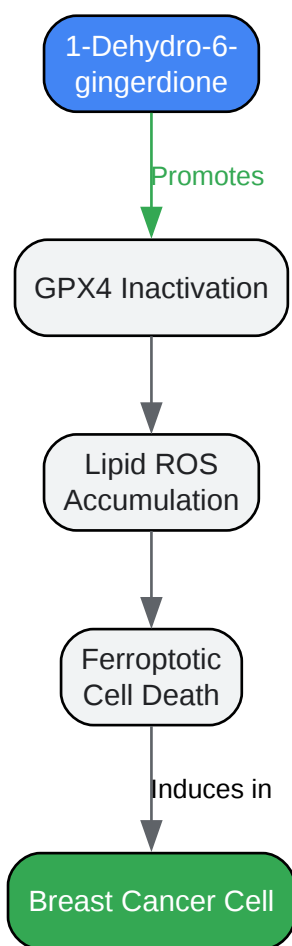 1-Dehydro-6-
gingerdione
Promotes
GPX4 Inactivation
Lipid ROS
Accumulation
Ferroptotic
Cell Death
Induces in
Breast Cancer Cell